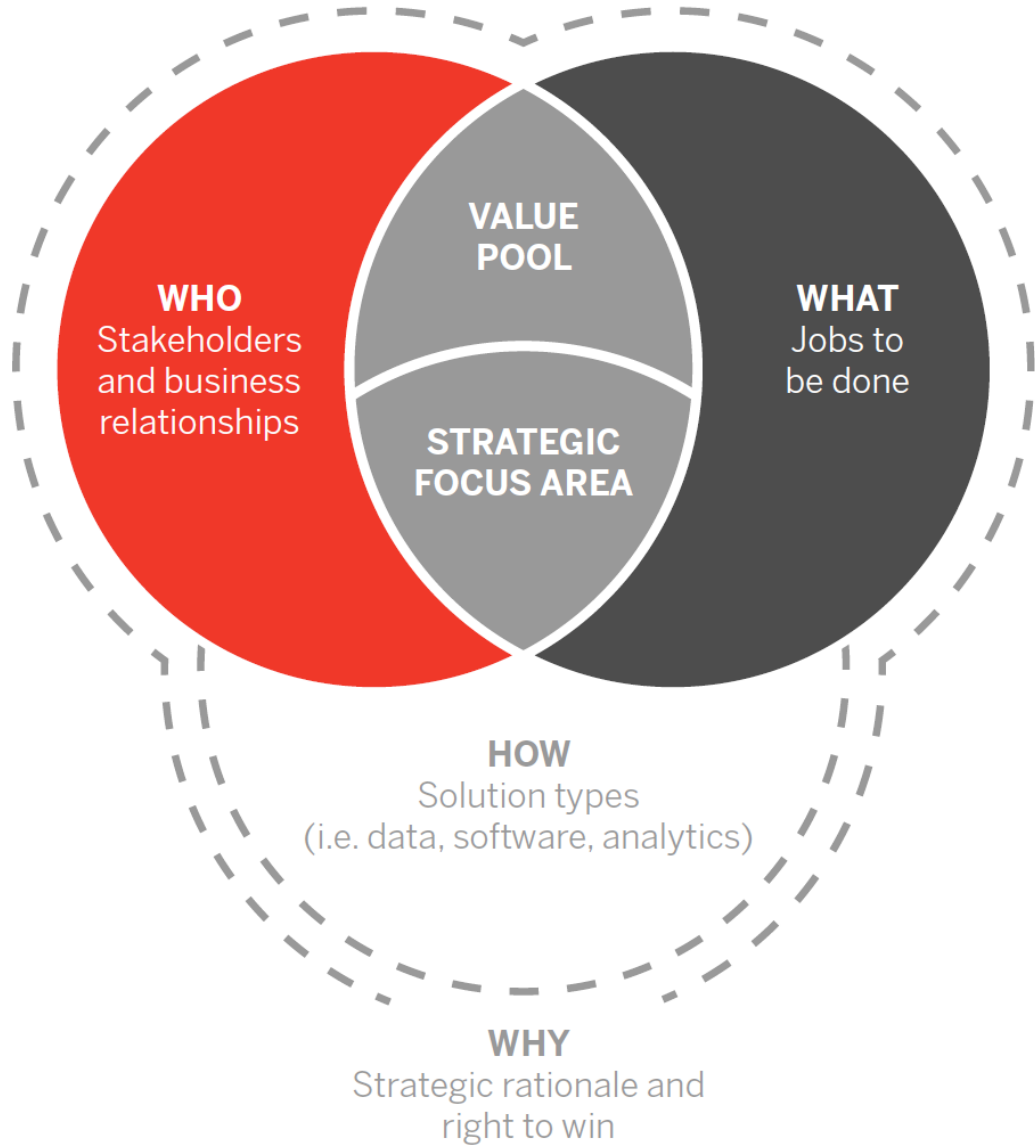 VALUE
POOL
WHO
Stakeholders
and business
relationships
WHAT
Jobs to
be done
STRATEGIC
FOCUS AREA
HOW
Solution types
(i.e. data, software, analytics)
WHY
Strategic rationale and
right to win